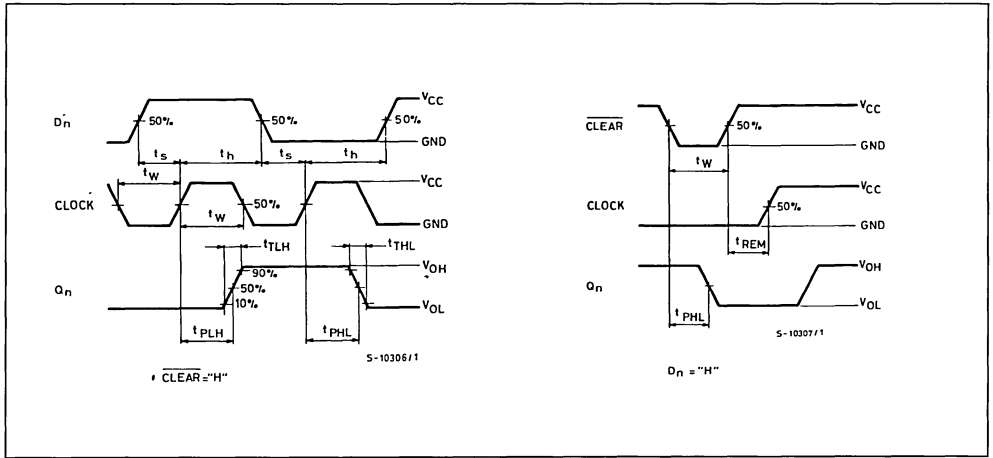 Dn
VCC
50%
50%
50%
GND
ts
th
ts
th
tW
CLOCK
VCC
50%
tW
GND
tTLH
tTHL
Qn
VOH
90%
50%
10%
VOL
tPLH
tPHL
S-10306/1
CLEAR="H"
CLEAR
VCC
50%
GND
tW
CLOCK
VCC
50%
GND
tREM
Qn
VOH
VOL
tPHL
S-10307/1
Dn = "H"